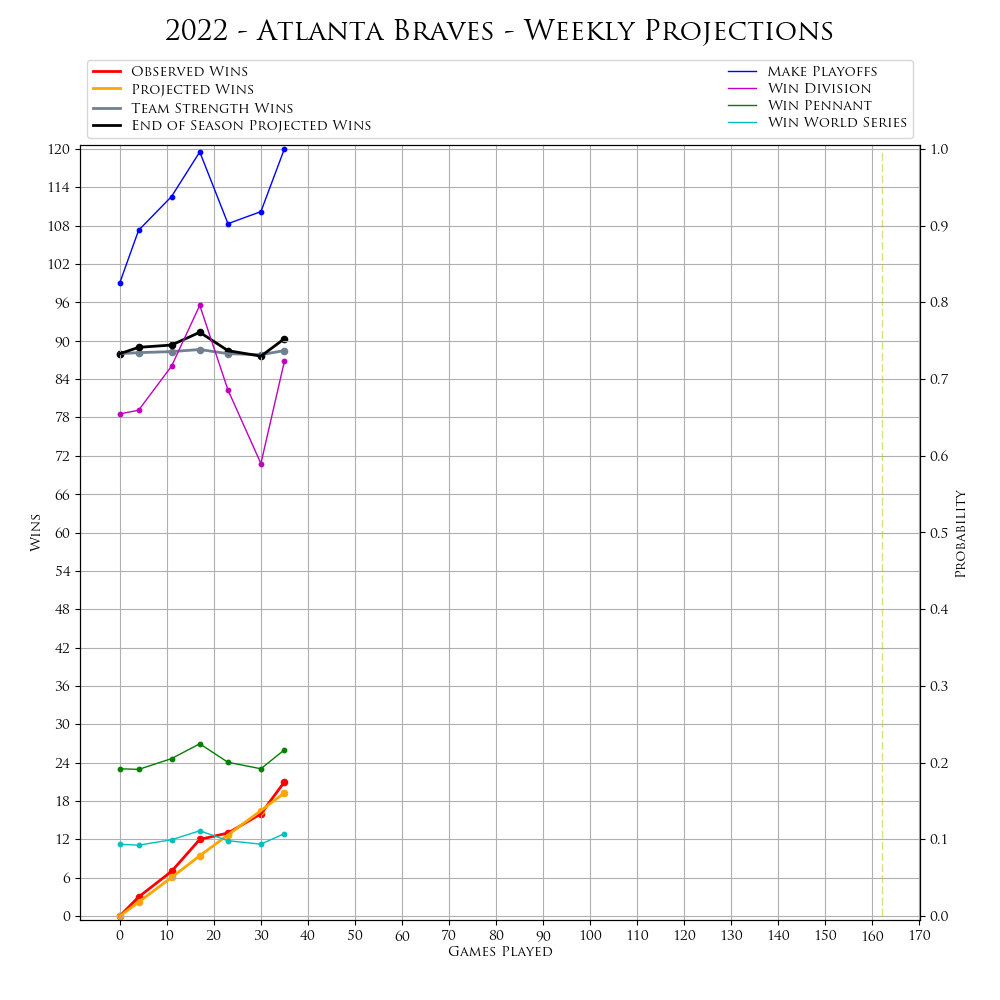 2022 - Atlanta Braves - Weekly Projections
Observed Wins
Projected Wins
Team Strength Wins
End of Season Projected Wins
Make Playoffs
Win Division
Win Pennant
Win World Series
120
114
108
102
96
90
84
78
72
66
60
54
48
42
36
30
24
18
12
6
0
Wins
1.0
0.9
0.8
0.7
0.6
0.5
0.4
0.3
0.2
0.1
0.0
Probability
0 10 20 30 40 50 60 70 80 90 100 110 120 130 140 150 160 170
Games Played